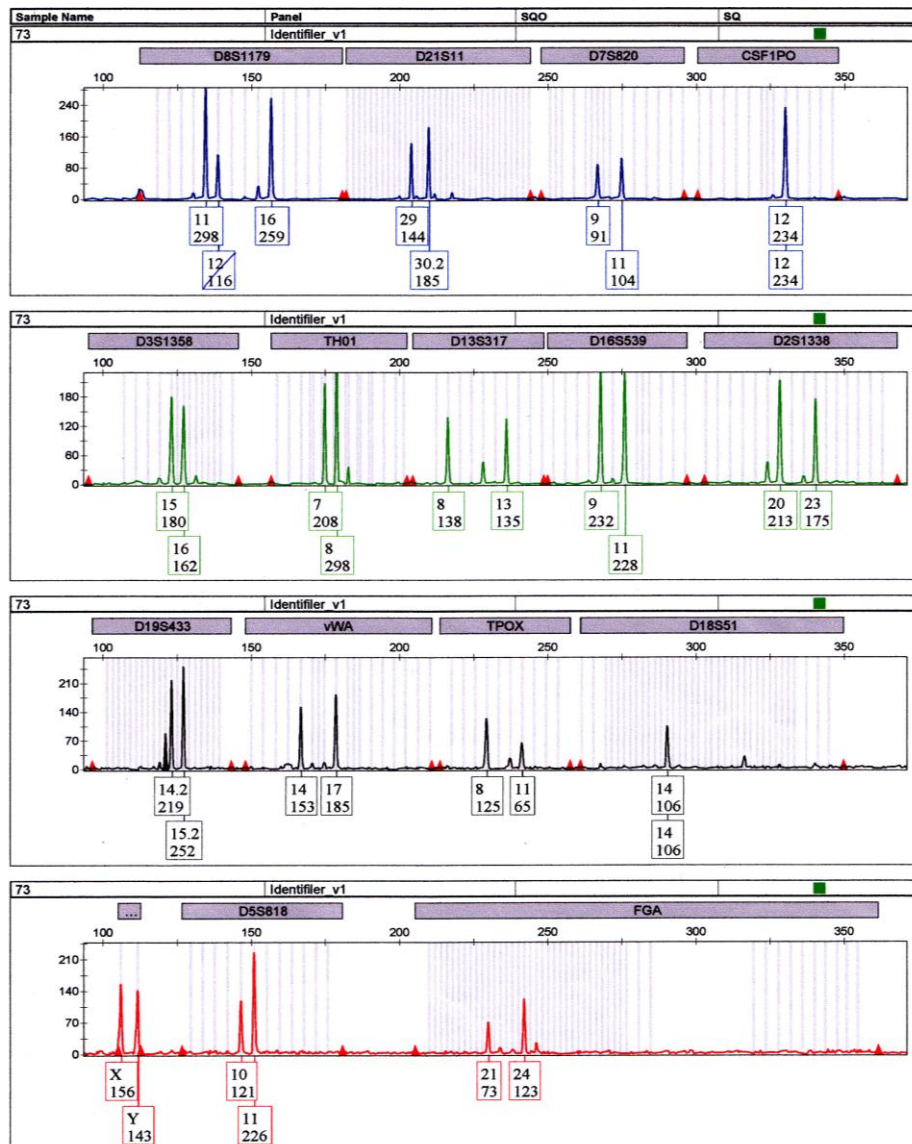 Sample Name Panel SQO SQ
73 Identifiler_v1
D8S1179 D21S11 D7S820 CSF1PO
100 150 200 250 300 350
240
160
80
0
11 16 29 9 12
298 259 144 91 234
12 30.2 11 12
116 185 104 234
73 Identifiler_v1
D3S1358 TH01 D13S317 D16S539 D2S1338
100 150 200 250 300 350
180
120
60
0
15 7 8 13 9 20 23
180 208 138 135 232 213 175
16 8 11
162 298 228
73 Identifiler_v1
D19S433 vWA TPOX D18S51
100 150 200 250 300 350
210
140
70
0
14.2 14 17 8 11 14
219 153 185 125 65 106
15.2 14
252 106
73 Identifiler_v1
... D5S818 FGA
100 150 200 250 300 350
210
140
70
0
X 10 21 24
156 121 73 123
Y 11
143 226